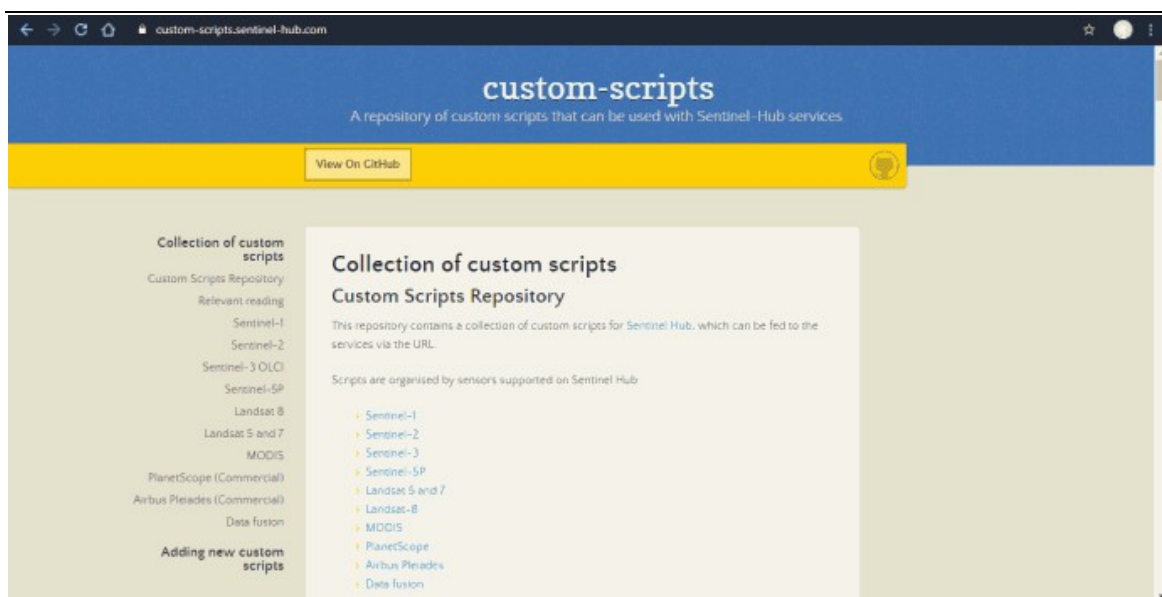 custom-scripts.sentinel-hub.com
custom-scripts
A repository of custom scripts that can be used with Sentinel-Hub services
View On GitHub
Collection of custom
scripts
Custom Scripts Repository
Relevant reading
Sentinel-1
Sentinel-2
Sentinel-3 OLCI
Sentinel-5P
Landsat 8
Landsat 5 and 7
MODIS
PlanetScope (Commercial)
Airbus Pleiades (Commercial)
Data fusion
Adding new custom
scripts
Collection of custom scripts
Custom Scripts Repository
This repository contains a collection of custom scripts for Sentinel Hub, which can be fed to the
services via the URL.
Scripts are organised by sensors supported on Sentinel Hub
Sentinel-1
Sentinel-2
Sentinel-3
Sentinel-5P
Landsat 5 and 7
Landsat-8
MODIS
PlanetScope
Airbus Pleiades
Data fusion